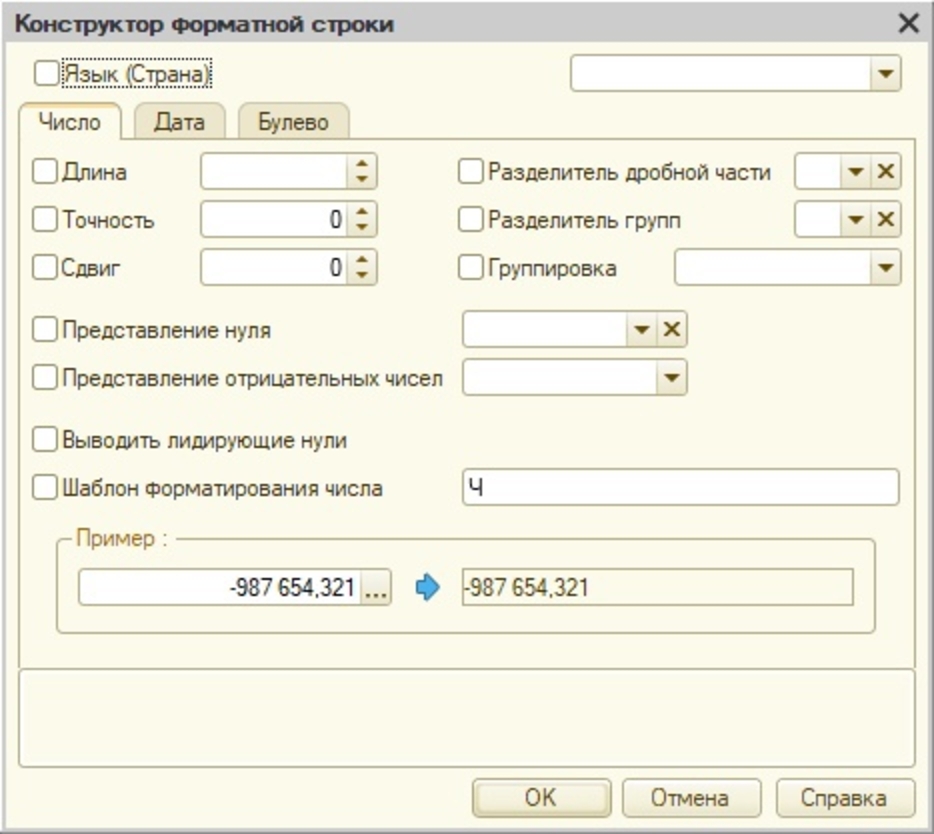 Конструктор форматной строки
Язык (Страна)
Число Дата Булево
Длина Разделитель дробной части
Точность 0 Разделитель групп
Сдвиг 0 Группировка
Представление нуля
Представление отрицательных чисел
Выводить лидирующие нули
Шаблон форматирования числа Ч
Пример :
-987 654,321 ... -987 654,321
OK Отмена Справка